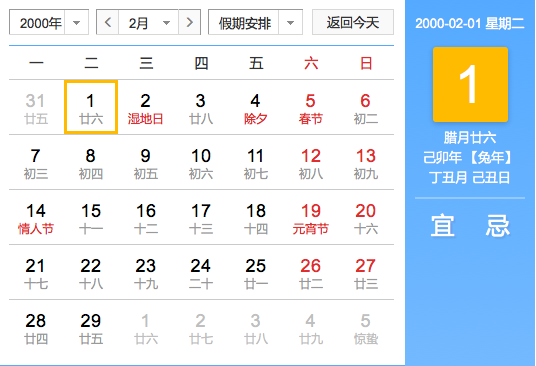 2000年 < 2月 > 假期安排 返回今天
一 二 三 四 五 六 日
31 1 2 3 4 5 6
廿五 廿六 湿地日 廿八 除夕 春节 初二
7 8 9 10 11 12 13
初三 初四 初五 初六 初七 初八 初九
14 15 16 17 18 19 20
情人节 十一 十二 十三 十四 元宵节 十六
21 22 23 24 25 26 27
十七 十八 十九 二十 廿一 廿二 廿三
28 29 1 2 3 4 5
廿四 廿五 廿六 廿七 廿八 廿九 惊蛰
2000-02-01 星期二
1
腊月廿六
己卯年【兔年】
丁丑月 己丑日
宜 忌